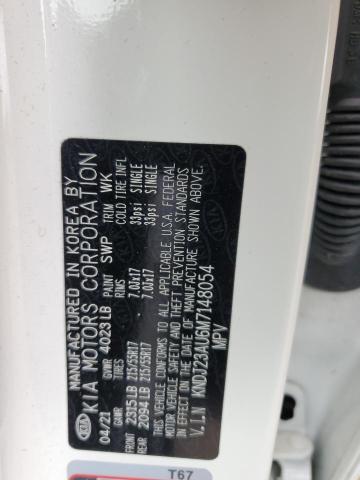 KIA MANUFACTURED IN KOREA BY
KIA MOTORS CORPORATION
04/21 GVWR 4023 LB PAINT SWP TRIM WK
GAWR TIRES RIMS COLD TIRE INFL
FRONT 2315 LB 215/55R17 7.0Jx17 33psi SINGLE
REAR 2094 LB 215/55R17 7.0Jx17 33psi SINGLE
THIS VEHICLE CONFORMS TO ALL APPLICABLE U.S.A. FEDERAL
MOTOR VEHICLE SAFETY AND THEFT PREVENTION STANDARDS
IN EFFECT ON THE DATE OF MANUFACTURE SHOWN ABOVE.
V.I.N KNDJ23AU6M7148054
MPV
T67